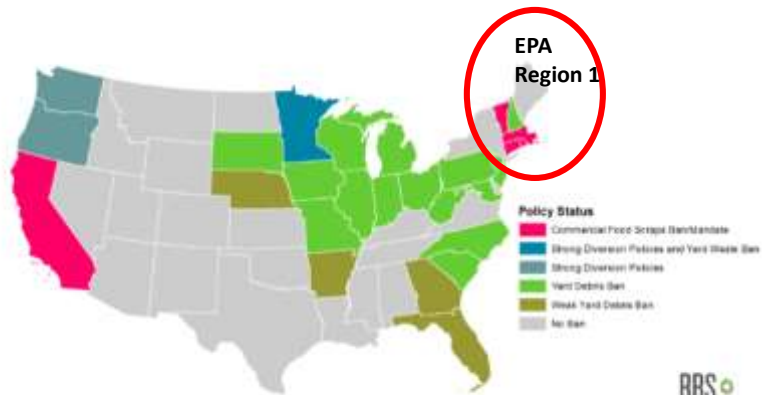 EPA
Region 1
Policy Status
Commercial Food Scraps Ban/Mandate
Strong Diversion Policies and Yard Waste Ban
Strong Diversion Policies
Yard Debris Ban
Weak Yard Debris Ban
No Ban
RRS